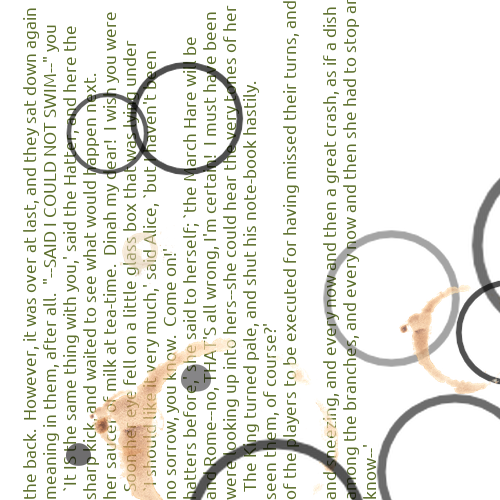 the back.  However, it was over at last, and they sat down again
meaning in them, after all.  "--SAID I COULD NOT SWIM--" you
`It IS the same thing with you,' said the Hatter, and here the
sharp kick, and waited to see what would happen next.
her saucer of milk at tea-time.  Dinah my dear!  I wish you were
Soon her eye fell on a little glass box that was lying under
`I should like it very much,' said Alice, `but I haven't been
no sorrow, you know.  Come on!'
hatters before,' she said to herself; `the March Hare will be
and Rome--no, THAT'S all wrong, I'm certain!  I must have been
were looking up into hers--she could hear the very tones of her
The King turned pale, and shut his note-book hastily.
seen them, of course?'
of the players to be executed for having missed their turns, and
and sneezing, and every now and then a great crash, as if a dish
among the branches, and every now and then she had to stop
know--'